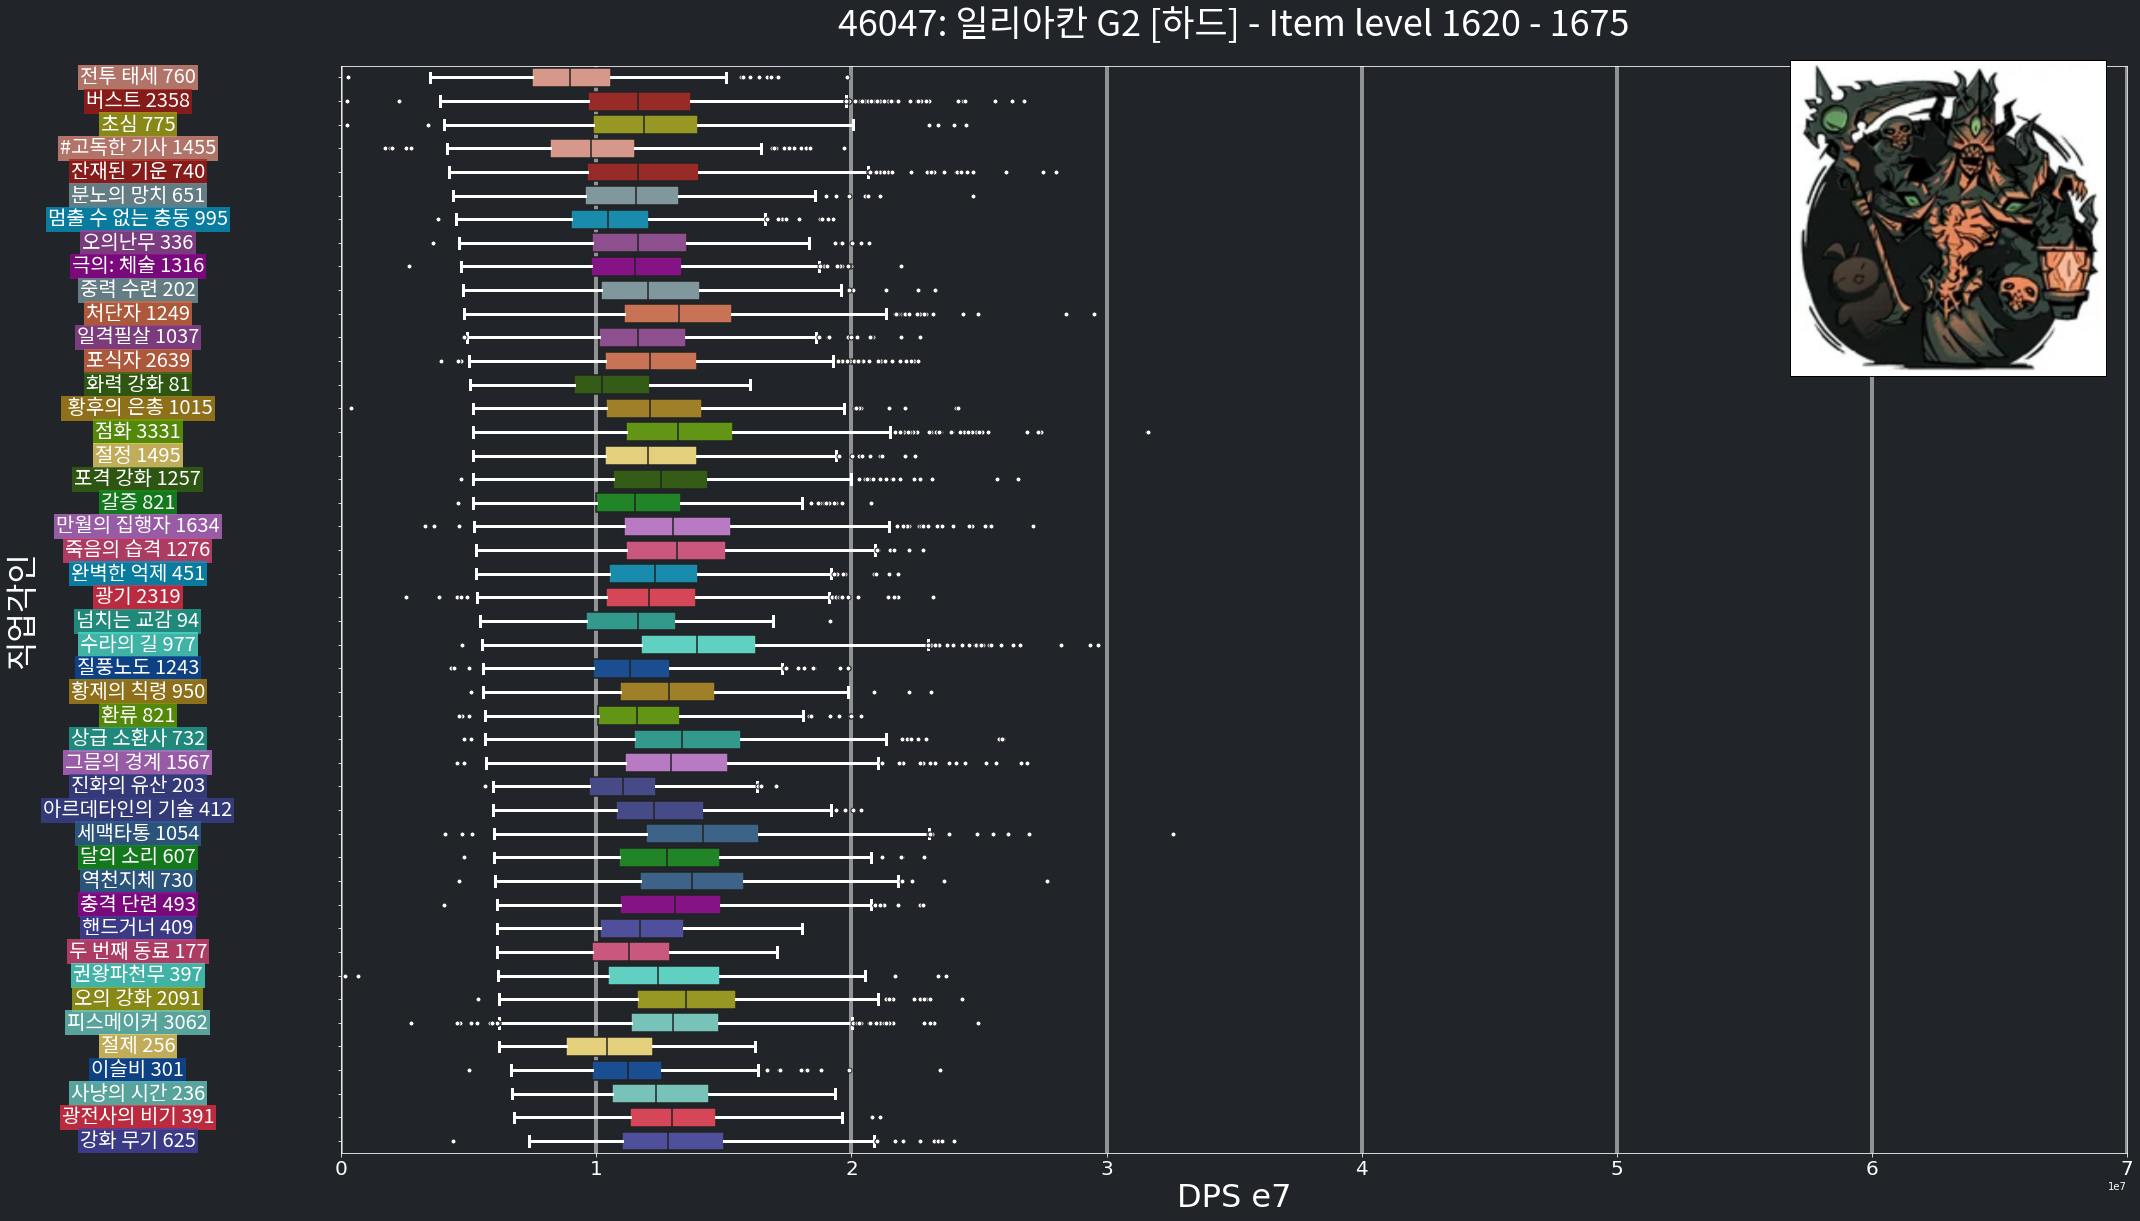 46047: 일리아칸 G2 [하드] - Item level 1620 - 1675
직업각인
전투 태세 760
버스트 2358
초심 775
#고독한 기사 1455
잔재된 기운 740
분노의 망치 651
멈출 수 없는 충동 995
오의난무 336
극의: 체술 1316
중력 수련 202
처단자 1249
일격필살 1037
포식자 2639
화력 강화 81
황후의 은총 1015
점화 3331
절정 1495
포격 강화 1257
갈증 821
만월의 집행자 1634
죽음의 습격 1276
완벽한 억제 451
광기 2319
넘치는 교감 94
수라의 길 977
질풍노도 1243
황제의 칙령 950
환류 821
상급 소환사 732
그믐의 경계 1567
진화의 유산 203
아르데타인의 기술 412
세맥타통 1054
달의 소리 607
역천지체 730
충격 단련 493
핸드거너 409
두 번째 동료 177
권왕파천무 397
오의 강화 2091
피스메이커 3062
절제 256
이슬비 301
사냥의 시간 236
광전사의 비기 391
강화 무기 625
0 1 2 3 4 5 6 7
DPS e7
1e7